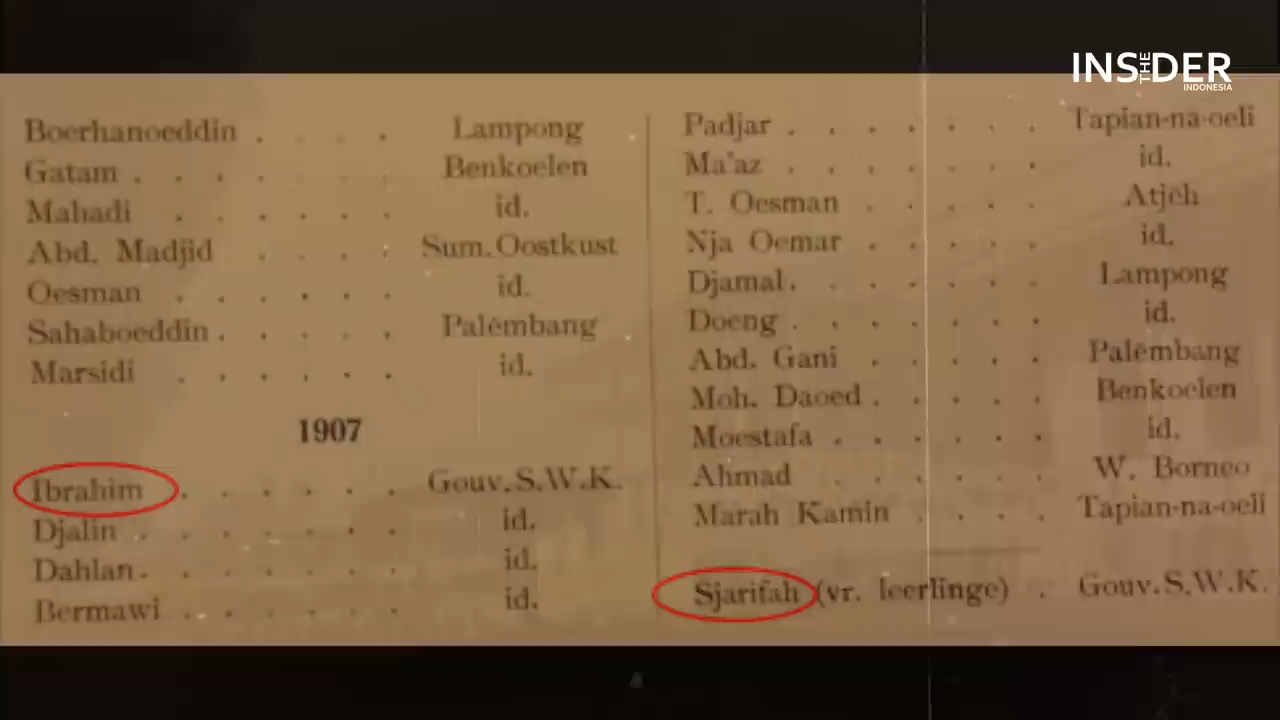 THE INSIDER
INDONESIA
Boerhanoeddin . . . . Lampong
Gatam . . . . . . . Benkoelen
Mahadi . . . . . . id.
Abd. Madjid . . . . Sum. Oostkust
Oesman . . . . . . id.
Sahaboeddin . . . . . Palembang
Marsidi . . . . . . id.
1907
Ibrahim . . . . . . Gouv. S.W.K.
Djalin . . . . . . . id.
Dahlan . . . . . . . id.
Bermawi . . . . . . id.
Padjar . . . . . . . Tapian-na-oeli
Ma'az . . . . . . . id.
T. Oesman . . . . . Atjeh
Nja Oemar . . . . . id.
Djamal . . . . . . . Lampong
Doeng . . . . . . . id.
Abd. Gani . . . . . Palembang
Moh. Daoed . . . . . Benkoelen
Moestafa . . . . . . id.
Ahmad . . . . . . W. Borneo
Marah Kamin . . . . Tapian-na-oeli
Sjarifah (vr. leerlinge) . Gouv. S.W.K.